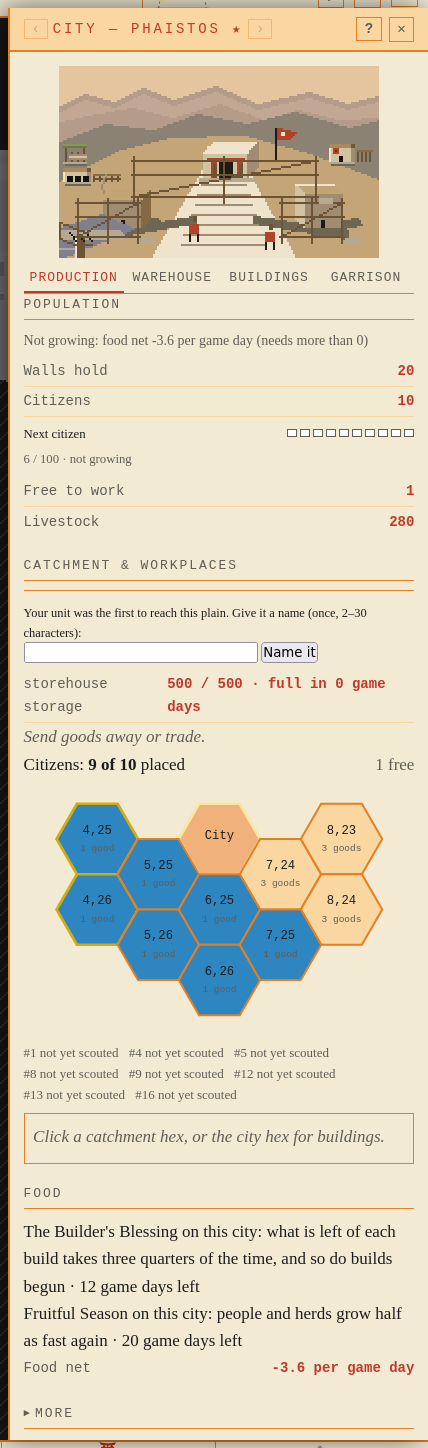 ‹ CITY — PHAISTOS ★ › ? ×
PRODUCTION WAREHOUSE BUILDINGS GARRISON
POPULATION
Not growing: food net -3.6 per game day (needs more than 0)
Walls hold 20
Citizens 10
Next citizen
6 / 100 · not growing
Free to work 1
Livestock 280
CATCHMENT & WORKPLACES
Your unit was the first to reach this plain. Give it a name (once, 2–30
characters):
Name it
storehouse 500 / 500 · full in 0 game
storage days
Send goods away or trade.
Citizens: 9 of 10 placed 1 free
4,25
1 good
City
8,23
3 goods
5,25
1 good
7,24
3 goods
4,26
1 good
6,25
1 good
8,24
3 goods
5,26
1 good
7,25
1 good
6,26
1 good
#1 not yet scouted #4 not yet scouted #5 not yet scouted
#8 not yet scouted #9 not yet scouted #12 not yet scouted
#13 not yet scouted #16 not yet scouted
Click a catchment hex, or the city hex for buildings.
FOOD
The Builder's Blessing on this city: what is left of each
build takes three quarters of the time, and so do builds
begun · 12 game days left
Fruitful Season on this city: people and herds grow half
as fast again · 20 game days left
Food net -3.6 per game day
▸ MORE